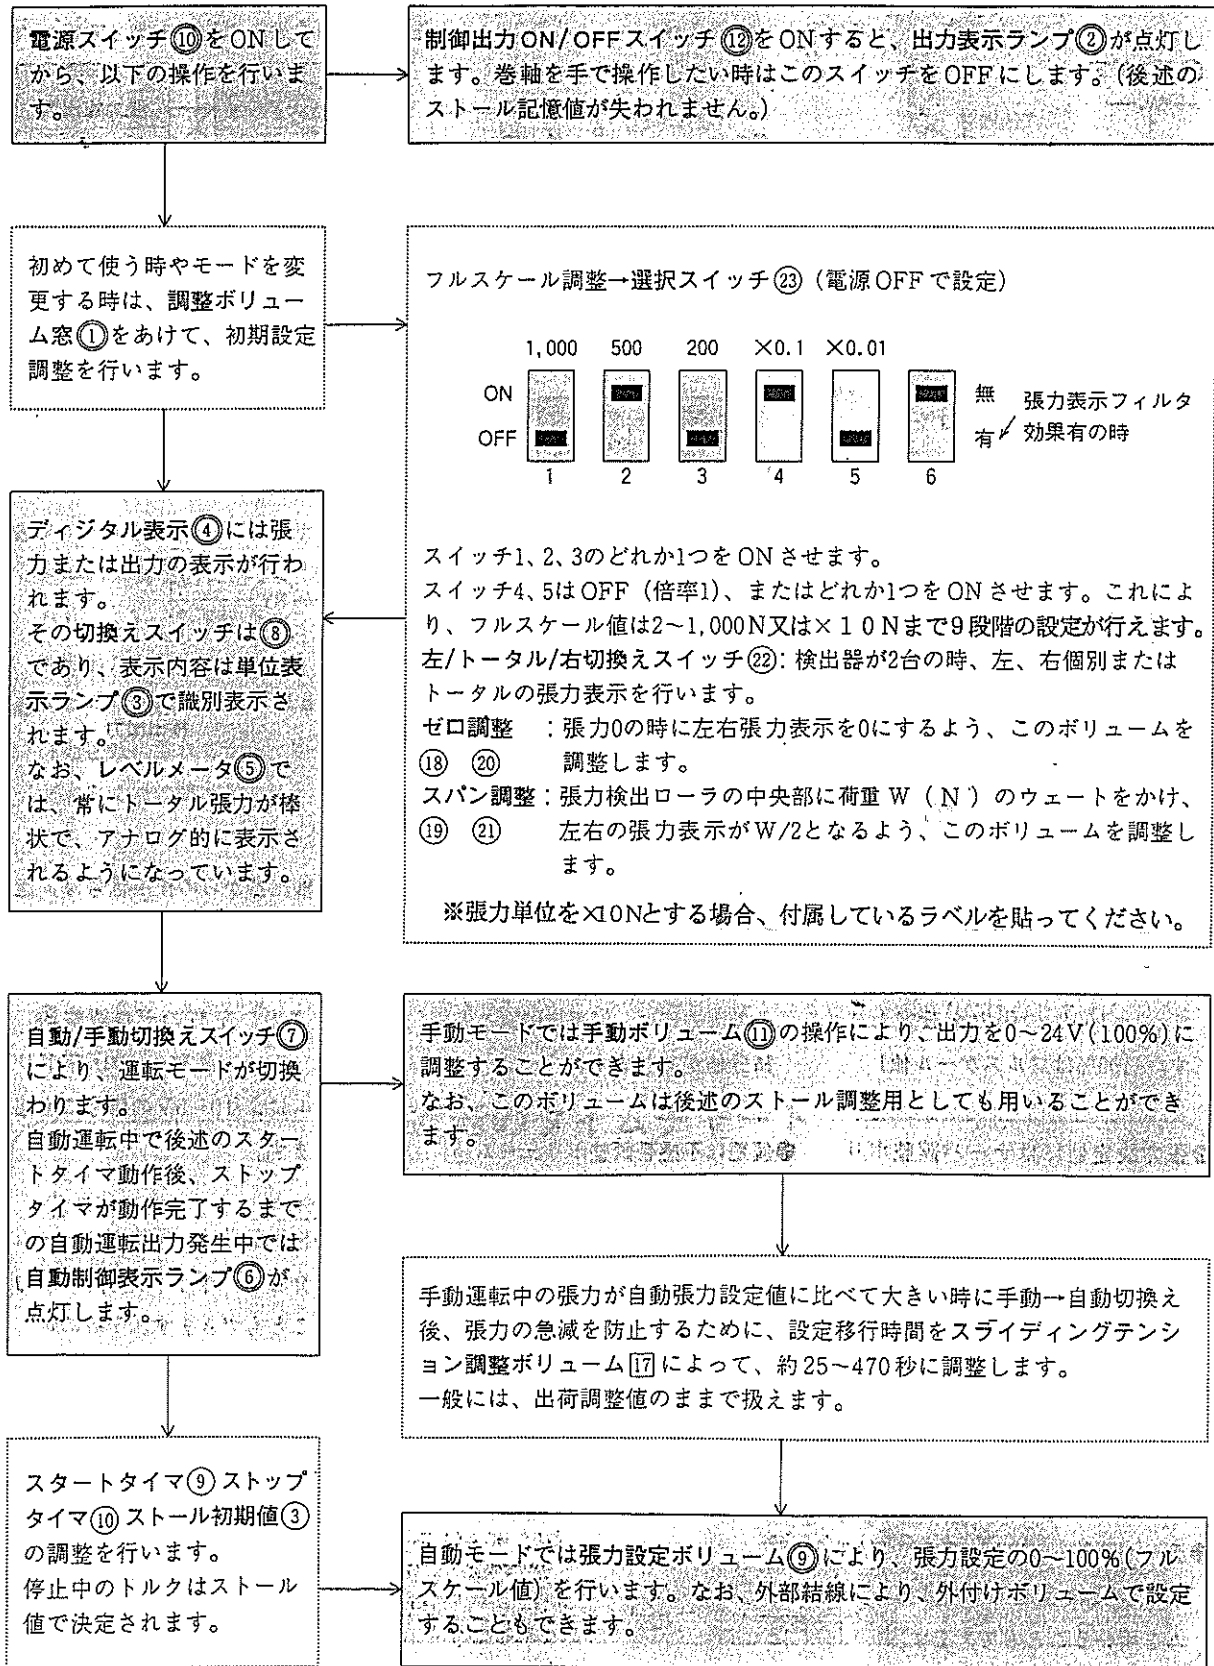 電源スイッチ⑩をONして
から、以下の操作を行いま
す。
制御出力ON/OFFスイッチ⑫をONすると、出力表示ランプ②が点灯し
ます。巻軸を手で操作したい時はこのスイッチをOFFにします。(後述の
ストール記憶値が失われません。)
初めて使う時やモードを変
更する時は、調整ボリュー
ム窓①をあけて、初期設定
調整を行います。
フルスケール調整→選択スイッチ㉓(電源OFFで設定)
1,000 500 200 ×0.1 ×0.01
ON
OFF
無
有
張力表示フィルタ
効果有の時
1 2 3 4 5 6
スイッチ1、2、3のどれか1つをONさせます。
スイッチ4、5はOFF(倍率1)、またはどれか1つをONさせます。これによ
り、フルスケール値は2~1,000N又は×10Nまで9段階の設定が行えます。
左/トータル/右切換えスイッチ㉒:検出器が2台の時、左、右個別または
トータルの張力表示を行います。
ゼロ調整 :張力0の時に左右張力表示を0にするよう、このボリュームを
⑱ ⑳ 調整します。
スパン調整:張力検出ローラの中央部に荷重W(N)のウェートをかけ、
⑲ ㉑ 左右の張力表示がW/2となるよう、このボリュームを調整し
ます。
※張力単位を×10Nとする場合、付属しているラベルを貼ってください。
ディジタル表示④には張
力または出力の表示が行わ
れます。
その切換えスイッチは⑧
であり、表示内容は単位表
示ランプ③で識別表示さ
れます。
なお、レベルメータ⑤で
は、常にトータル張力が棒
状で、アナログ的に表示さ
れるようになっています。
自動/手動切換えスイッチ⑦
により、運転モードが切換
わります。
自動運転中で後述のスター
トタイマ動作後、ストップ
タイマが動作完了するまで
の自動運転出力発生中では
自動制御表示ランプ⑥が
点灯します。
手動モードでは手動ボリューム⑪の操作により、出力を0~24V(100%)に
調整することができます。
なお、このボリュームは後述のストール調整用としても用いることができ
ます。
手動運転中の張力が自動張力設定値に比べて大きい時に手動→自動切換え
後、張力の急減を防止するために、設定移行時間をスライディングテンシ
ョン調整ボリューム17によって、約25~470秒に調整します。
一般には、出荷調整値のままで扱えます。
スタートタイマ⑨ストップ
タイマ⑩ストール初期値③
の調整を行います。
停止中のトルクはストール
値で決定されます。
自動モードでは張力設定ボリューム⑨により、張力設定の0~100%(フル
スケール値)を行います。なお、外部結線により、外付けボリュームで設定
することもできます。